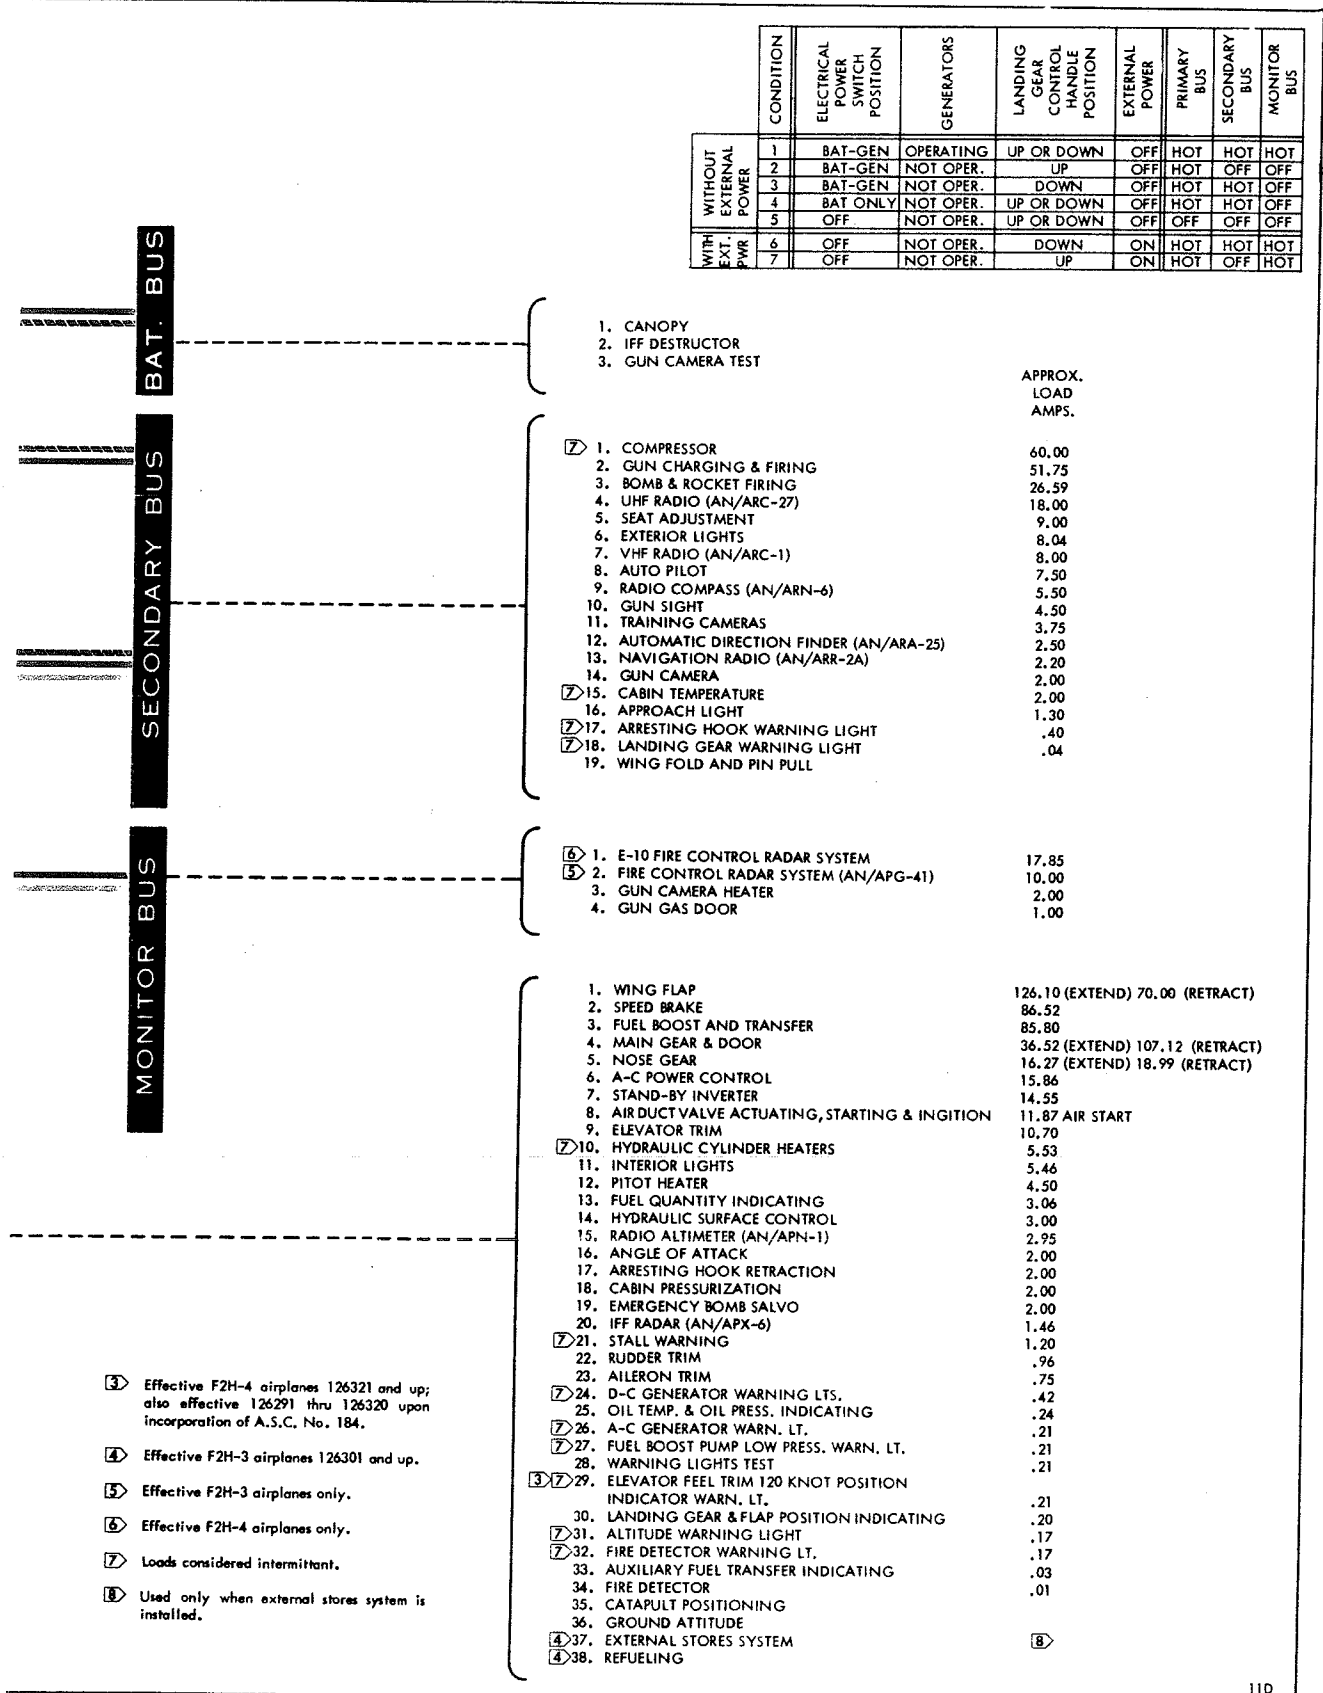 CONDITION
ELECTRICAL POWER SWITCH POSITION
GENERATORS
LANDING GEAR CONTROL HANDLE POSITION
EXTERNAL POWER
PRIMARY BUS
SECONDARY BUS
MONITOR BUS
WITHOUT EXTERNAL POWER
1 BAT-GEN OPERATING UP OR DOWN OFF HOT HOT HOT
2 BAT-GEN NOT OPER. UP OFF HOT OFF OFF
3 BAT-GEN NOT OPER. DOWN OFF HOT HOT OFF
4 BAT ONLY NOT OPER. UP OR DOWN OFF HOT HOT OFF
5 OFF NOT OPER. UP OR DOWN OFF OFF OFF OFF
WITH EXT. PWR
6 OFF NOT OPER. DOWN ON HOT HOT HOT
7 OFF NOT OPER. UP ON HOT OFF HOT
BAT. BUS
1. CANOPY
2. IFF DESTRUCTOR
3. GUN CAMERA TEST
APPROX.
LOAD
AMPS.
SECONDARY BUS
7 1. COMPRESSOR 60.00
2. GUN CHARGING & FIRING 51.75
3. BOMB & ROCKET FIRING 26.59
4. UHF RADIO (AN/ARC-27) 18.00
5. SEAT ADJUSTMENT 9.00
6. EXTERIOR LIGHTS 8.04
7. VHF RADIO (AN/ARC-1) 8.00
8. AUTO PILOT 7.50
9. RADIO COMPASS (AN/ARN-6) 5.50
10. GUN SIGHT 4.50
11. TRAINING CAMERAS 3.75
12. AUTOMATIC DIRECTION FINDER (AN/ARA-25) 2.50
13. NAVIGATION RADIO (AN/ARR-2A) 2.20
14. GUN CAMERA 2.00
7 15. CABIN TEMPERATURE 2.00
16. APPROACH LIGHT 1.30
7 17. ARRESTING HOOK WARNING LIGHT .40
7 18. LANDING GEAR WARNING LIGHT .04
19. WING FOLD AND PIN PULL
MONITOR BUS
6 1. E-10 FIRE CONTROL RADAR SYSTEM 17.85
5 2. FIRE CONTROL RADAR SYSTEM (AN/APG-41) 10.00
3. GUN CAMERA HEATER 2.00
4. GUN GAS DOOR 1.00
1. WING FLAP 126.10 (EXTEND) 70.00 (RETRACT)
2. SPEED BRAKE 86.52
3. FUEL BOOST AND TRANSFER 85.80
4. MAIN GEAR & DOOR 36.52 (EXTEND) 107.12 (RETRACT)
5. NOSE GEAR 16.27 (EXTEND) 18.99 (RETRACT)
6. A-C POWER CONTROL 15.86
7. STAND-BY INVERTER 14.55
8. AIR DUCT VALVE ACTUATING, STARTING & INGITION 11.87 AIR START
9. ELEVATOR TRIM 10.70
7 10. HYDRAULIC CYLINDER HEATERS 5.53
11. INTERIOR LIGHTS 5.46
12. PITOT HEATER 4.50
13. FUEL QUANTITY INDICATING 3.06
14. HYDRAULIC SURFACE CONTROL 3.00
15. RADIO ALTIMETER (AN/APN-1) 2.95
16. ANGLE OF ATTACK 2.00
17. ARRESTING HOOK RETRACTION 2.00
18. CABIN PRESSURIZATION 2.00
19. EMERGENCY BOMB SALVO 2.00
20. IFF RADAR (AN/APX-6) 1.46
7 21. STALL WARNING 1.20
22. RUDDER TRIM .96
23. AILERON TRIM .75
7 24. D-C GENERATOR WARNING LTS. .42
25. OIL TEMP. & OIL PRESS. INDICATING .24
7 26. A-C GENERATOR WARN. LT. .21
7 27. FUEL BOOST PUMP LOW PRESS. WARN. LT. .21
28. WARNING LIGHTS TEST .21
3 7 29. ELEVATOR FEEL TRIM 120 KNOT POSITION
INDICATOR WARN. LT. .21
30. LANDING GEAR & FLAP POSITION INDICATING .20
7 31. ALTITUDE WARNING LIGHT .17
7 32. FIRE DETECTOR WARNING LT. .17
33. AUXILIARY FUEL TRANSFER INDICATING .03
34. FIRE DETECTOR .01
35. CATAPULT POSITIONING
36. GROUND ATTITUDE
4 37. EXTERNAL STORES SYSTEM 8
4 38. REFUELING
3 Effective F2H-4 airplanes 126321 and up;
also effective 126291 thru 126320 upon
incorporation of A.S.C. No. 184.
4 Effective F2H-3 airplanes 126301 and up.
5 Effective F2H-3 airplanes only.
6 Effective F2H-4 airplanes only.
7 Loads considered intermittant.
8 Used only when external stores system is
installed.
11D